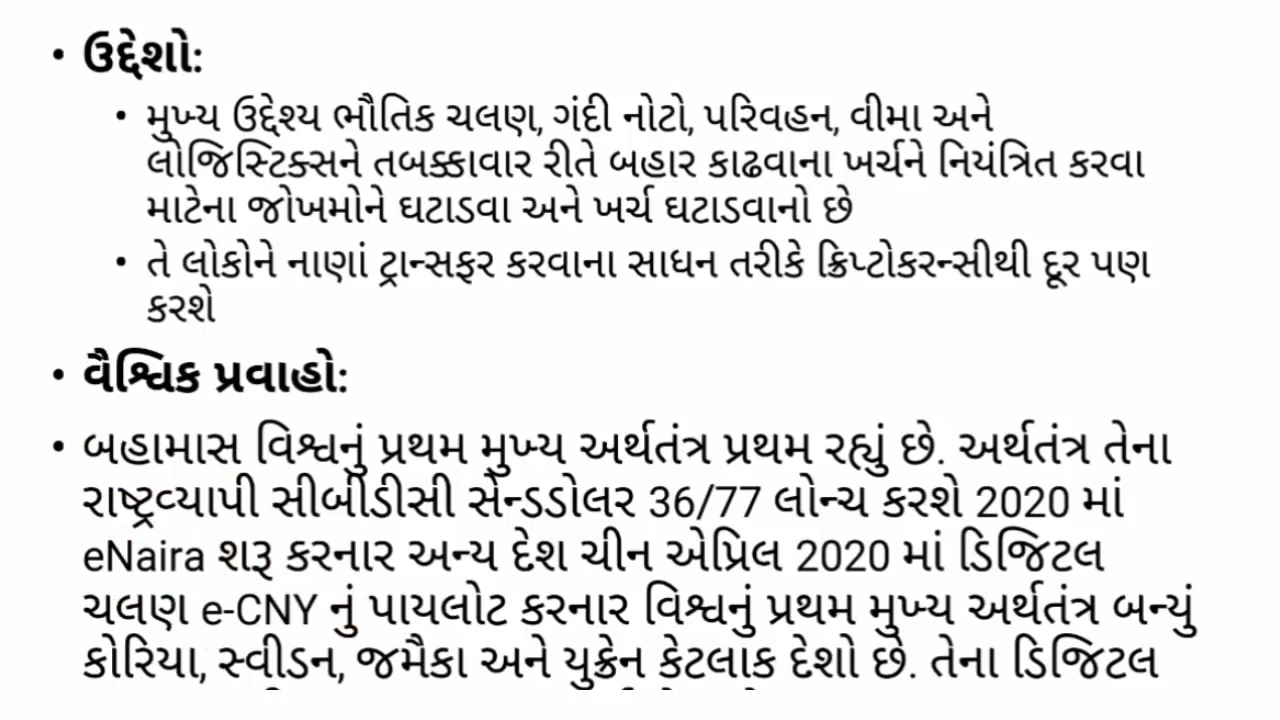 • ઉદ્દેશો:
• મુખ્ય ઉદ્દેશ્ય ભૌતિક ચલણ, ગંદી નોટો, પરિવહન, વીમા અને
લોજિસ્ટિક્સને તબક્કાવાર રીતે બહાર કાઢવાના ખર્ચને નિયંત્રિત કરવા
માટેના જોખમોને ઘટાડવા અને ખર્ચ ઘટાડવાનો છે
• તે લોકોને નાણાં ટ્રાન્સફર કરવાના સાધન તરીકે ક્રિપ્ટોકરન્સીથી દૂર પણ
કરશે
• વૈશ્વિક પ્રવાહો:
• બહામાસ વિશ્વનું પ્રથમ મુખ્ય અર્થતંત્ર પ્રથમ રહ્યું છે. અર્થતંત્ર તેના
રાષ્ટ્રવ્યાપી સીબીડીસી સેન્ડડોલર 36/77 લોન્ચ કરશે 2020 માં
eNaira શરૂ કરનાર અન્ય દેશ ચીન એપ્રિલ 2020 માં ડિજિટલ
ચલણ e-CNY નું પાયલોટ કરનાર વિશ્વનું પ્રથમ મુખ્ય અર્થતંત્ર બન્યું
કોરિયા, સ્વીડન, જમૈકા અને યુક્રેન કેટલાક દેશો છે. તેના ડિજિટલ